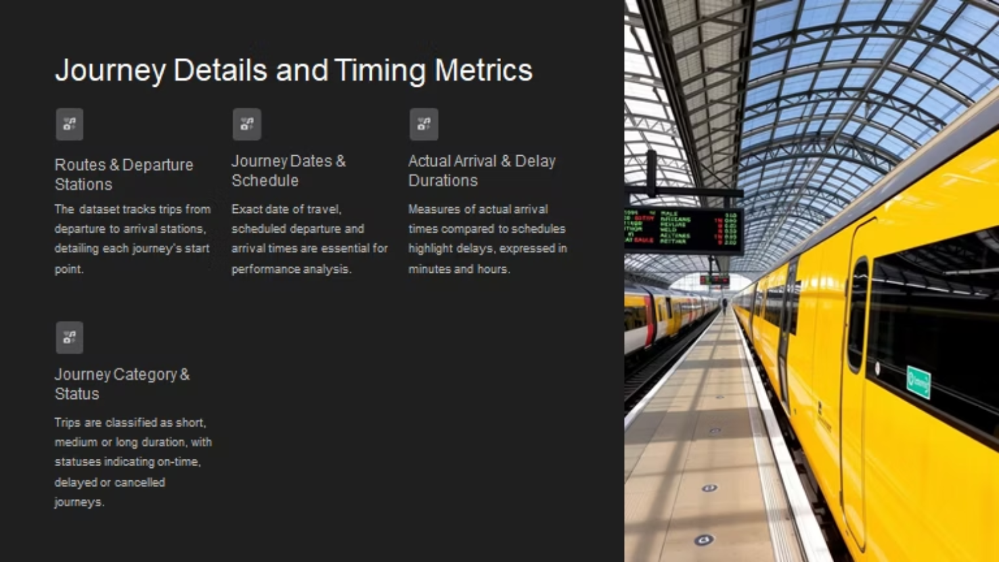 Journey Details and Timing Metrics
Routes & Departure
Stations
The dataset tracks trips from
departure to arrival stations,
detailing each journey's start
point.
Journey Dates &
Schedule
Exact date of travel,
scheduled departure and
arrival times are essential for
performance analysis.
Actual Arrival & Delay
Durations
Measures of actual arrival
times compared to schedules
highlight delays, expressed in
minutes and hours.
Journey Category &
Status
Trips are classified as short,
medium or long duration, with
statuses indicating on-time,
delayed or cancelled
journeys.